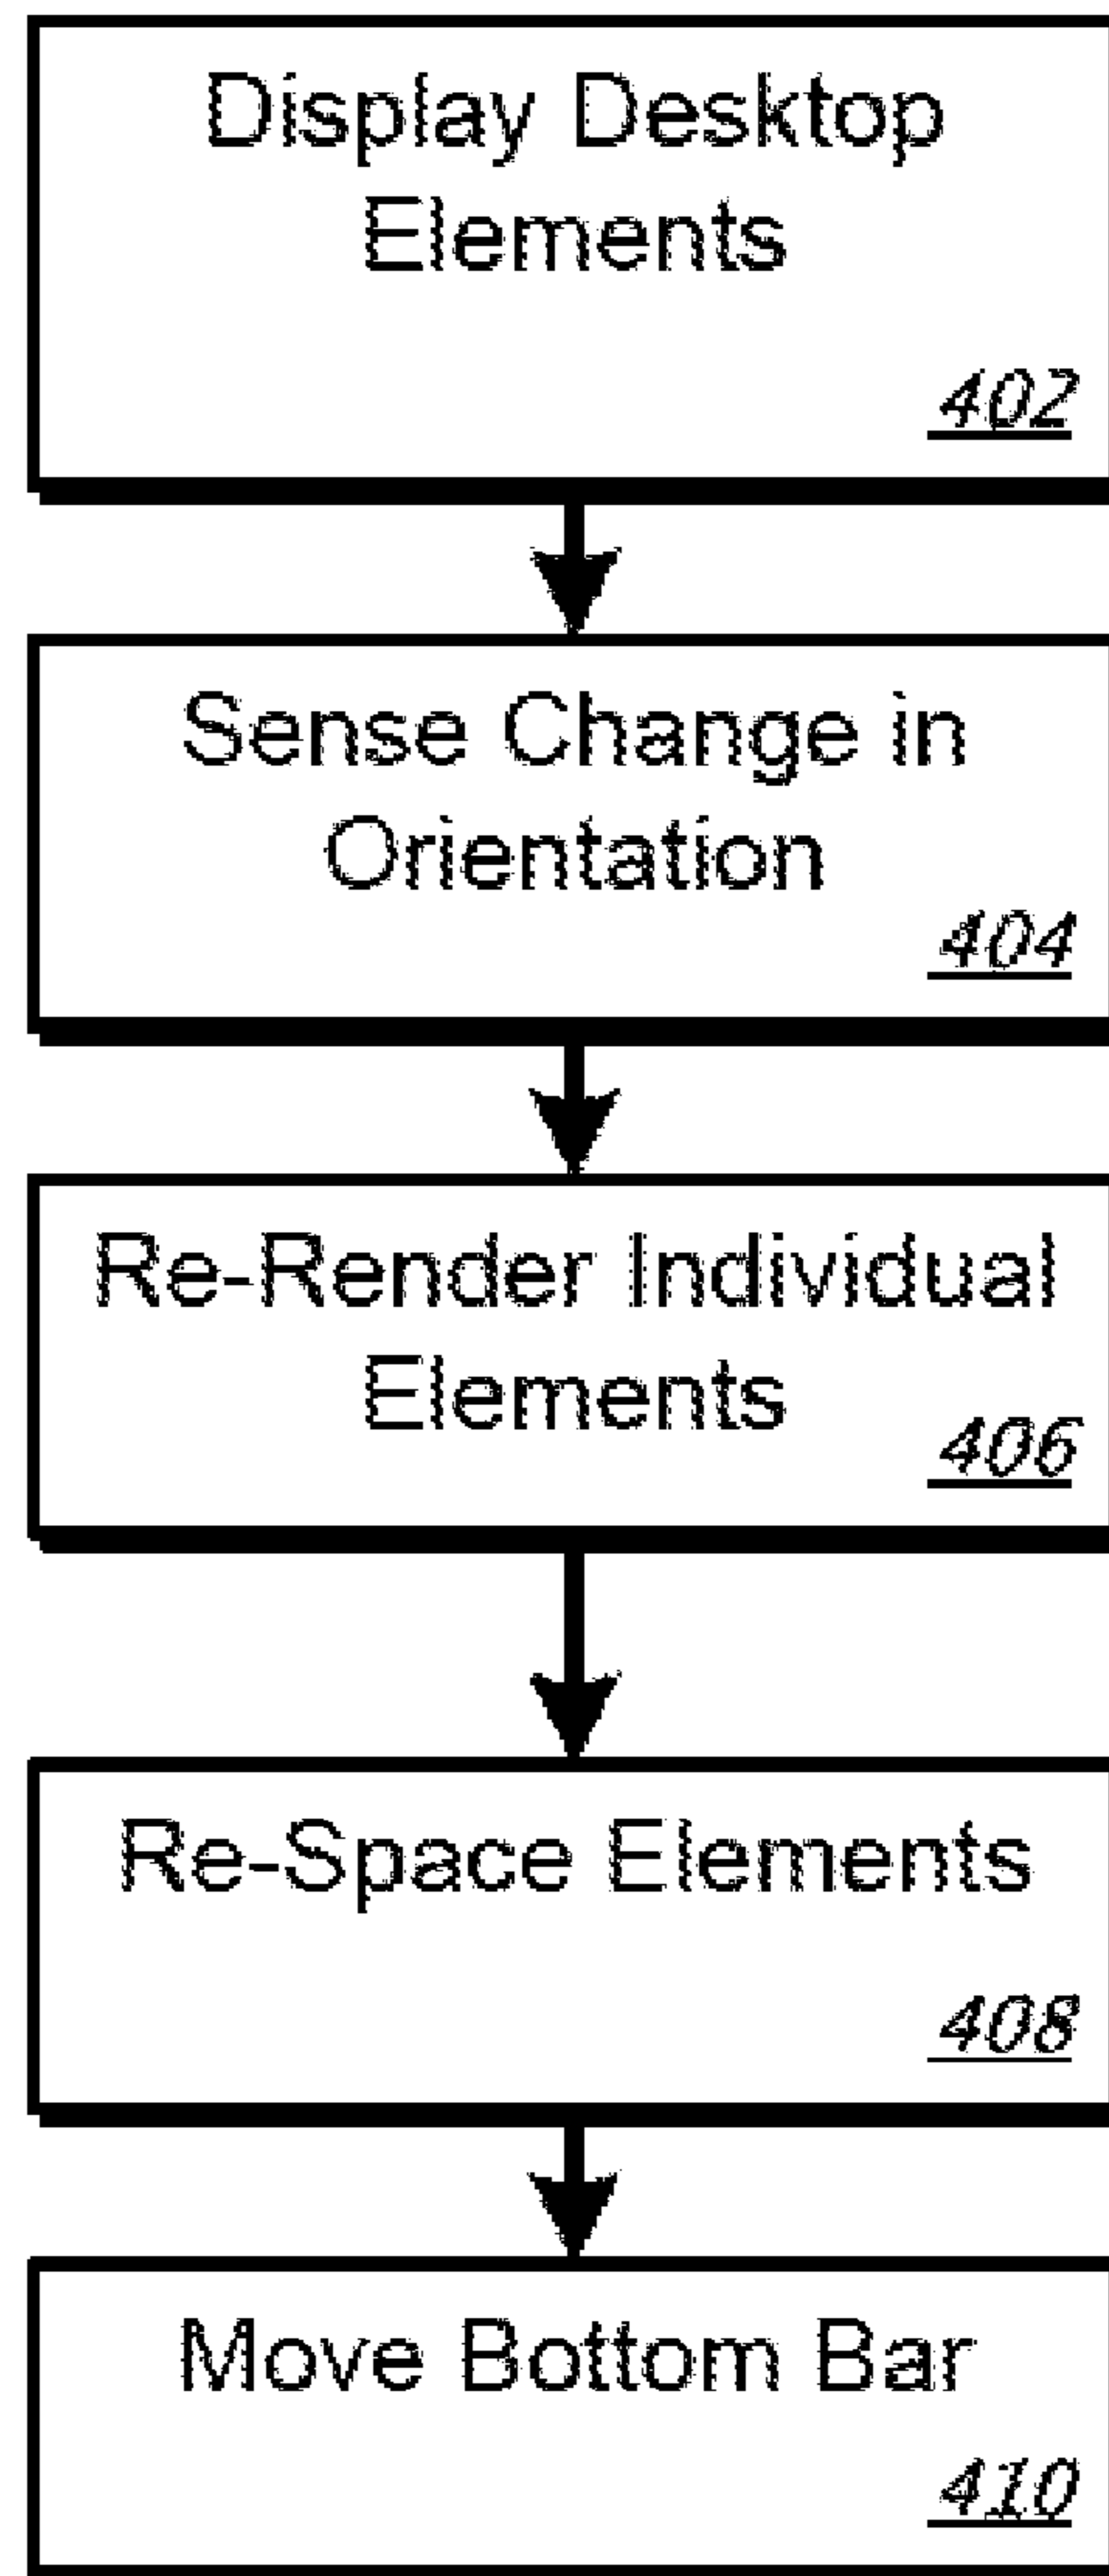 Display Desktop
Elements
402
Sense Change in
Orientation
404
Re-Render Individual
Elements
406
Re-Space Elements
408
Move Bottom Bar
410